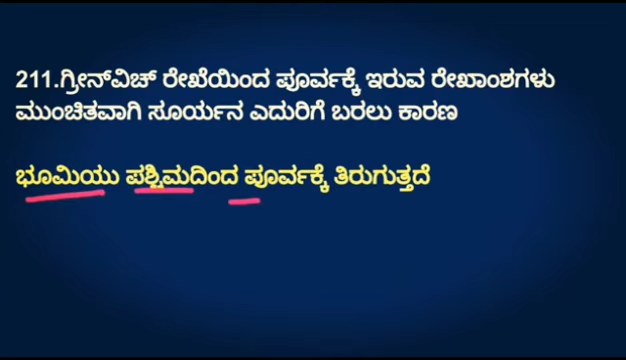 211.ಗ್ರೀನ್‌ವಿಚ್ ರೇಖೆಯಿಂದ ಪೂರ್ವಕ್ಕೆ ಇರುವ ರೇಖಾಂಶಗಳು
ಮುಂಚಿತವಾಗಿ ಸೂರ್ಯನ ಎದುರಿಗೆ ಬರಲು ಕಾರಣ
ಭೂಮಿಯು ಪಶ್ಚಿಮದಿಂದ ಪೂರ್ವಕ್ಕೆ ತಿರುಗುತ್ತದೆ